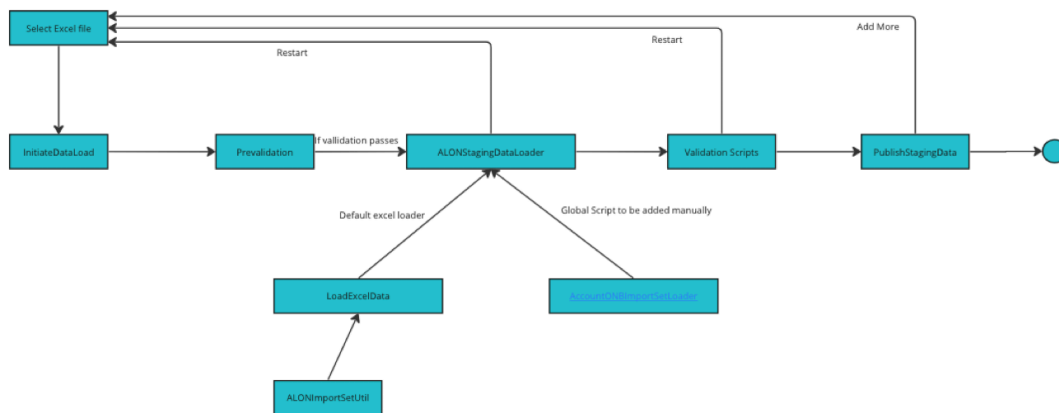 Select Excel file
Add More
Restart
Restart
InitiateDataLoad
Prevalidation
If vallidation passes
ALONStagingDataLoader
Validation Scripts
PublishStagingData
Default excel loader
Global Script to be added manually
LoadExcelData
AccountDNBImportSetLoader
ALONImportSetUtil